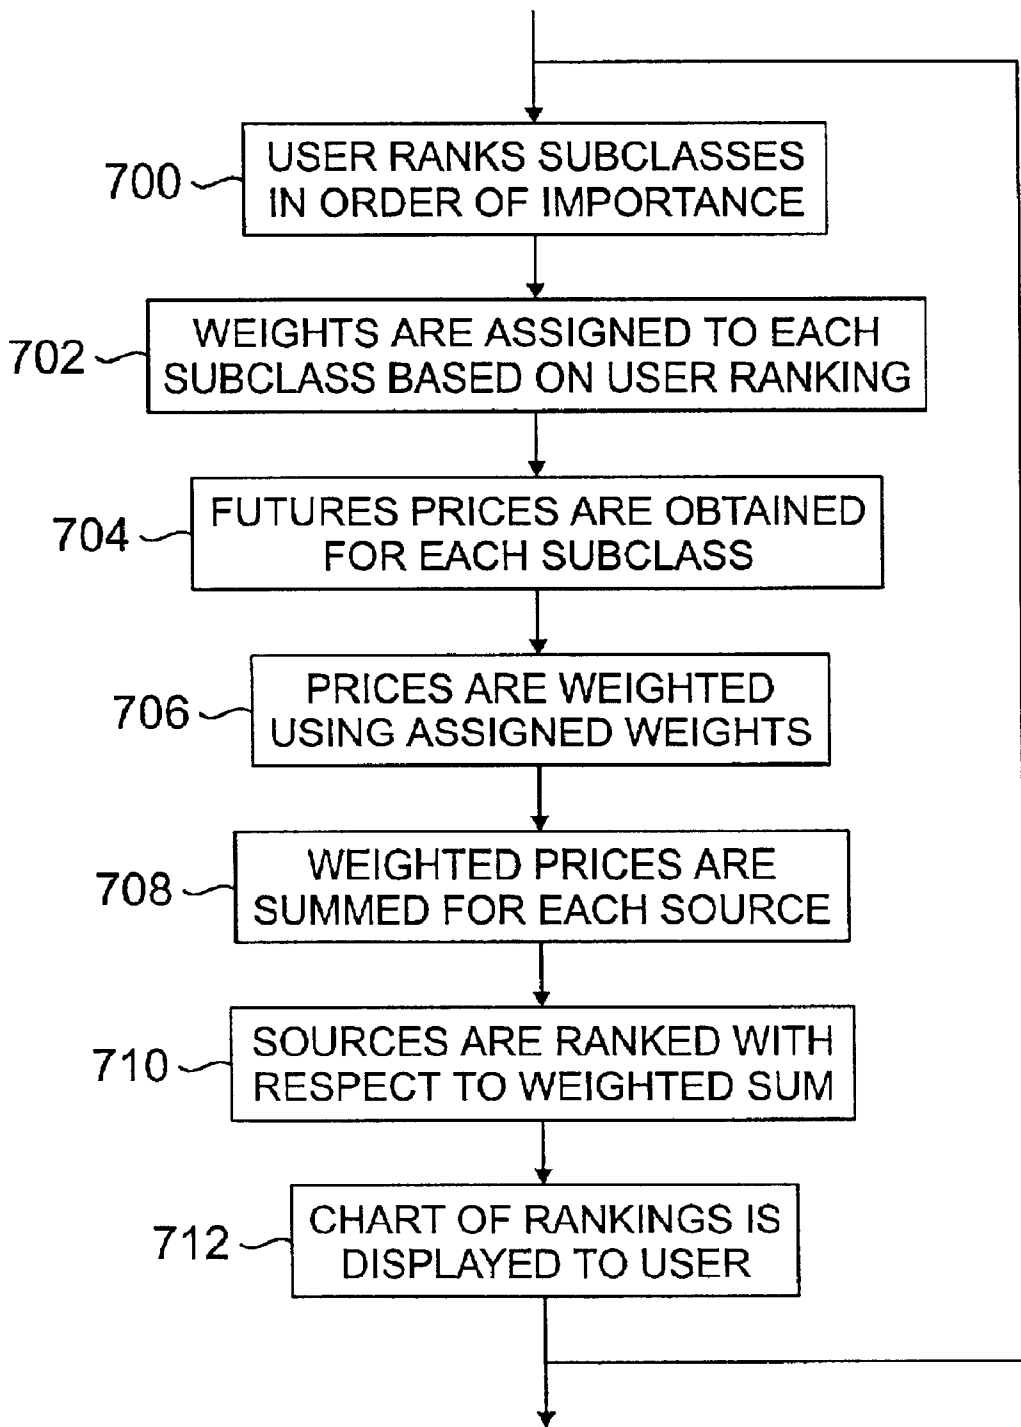 700
USER RANKS SUBCLASSES
IN ORDER OF IMPORTANCE
702
WEIGHTS ARE ASSIGNED TO EACH
SUBCLASS BASED ON USER RANKING
704
FUTURES PRICES ARE OBTAINED
FOR EACH SUBCLASS
706
PRICES ARE WEIGHTED
USING ASSIGNED WEIGHTS
708
WEIGHTED PRICES ARE
SUMMED FOR EACH SOURCE
710
SOURCES ARE RANKED WITH
RESPECT TO WEIGHTED SUM
712
CHART OF RANKINGS IS
DISPLAYED TO USER